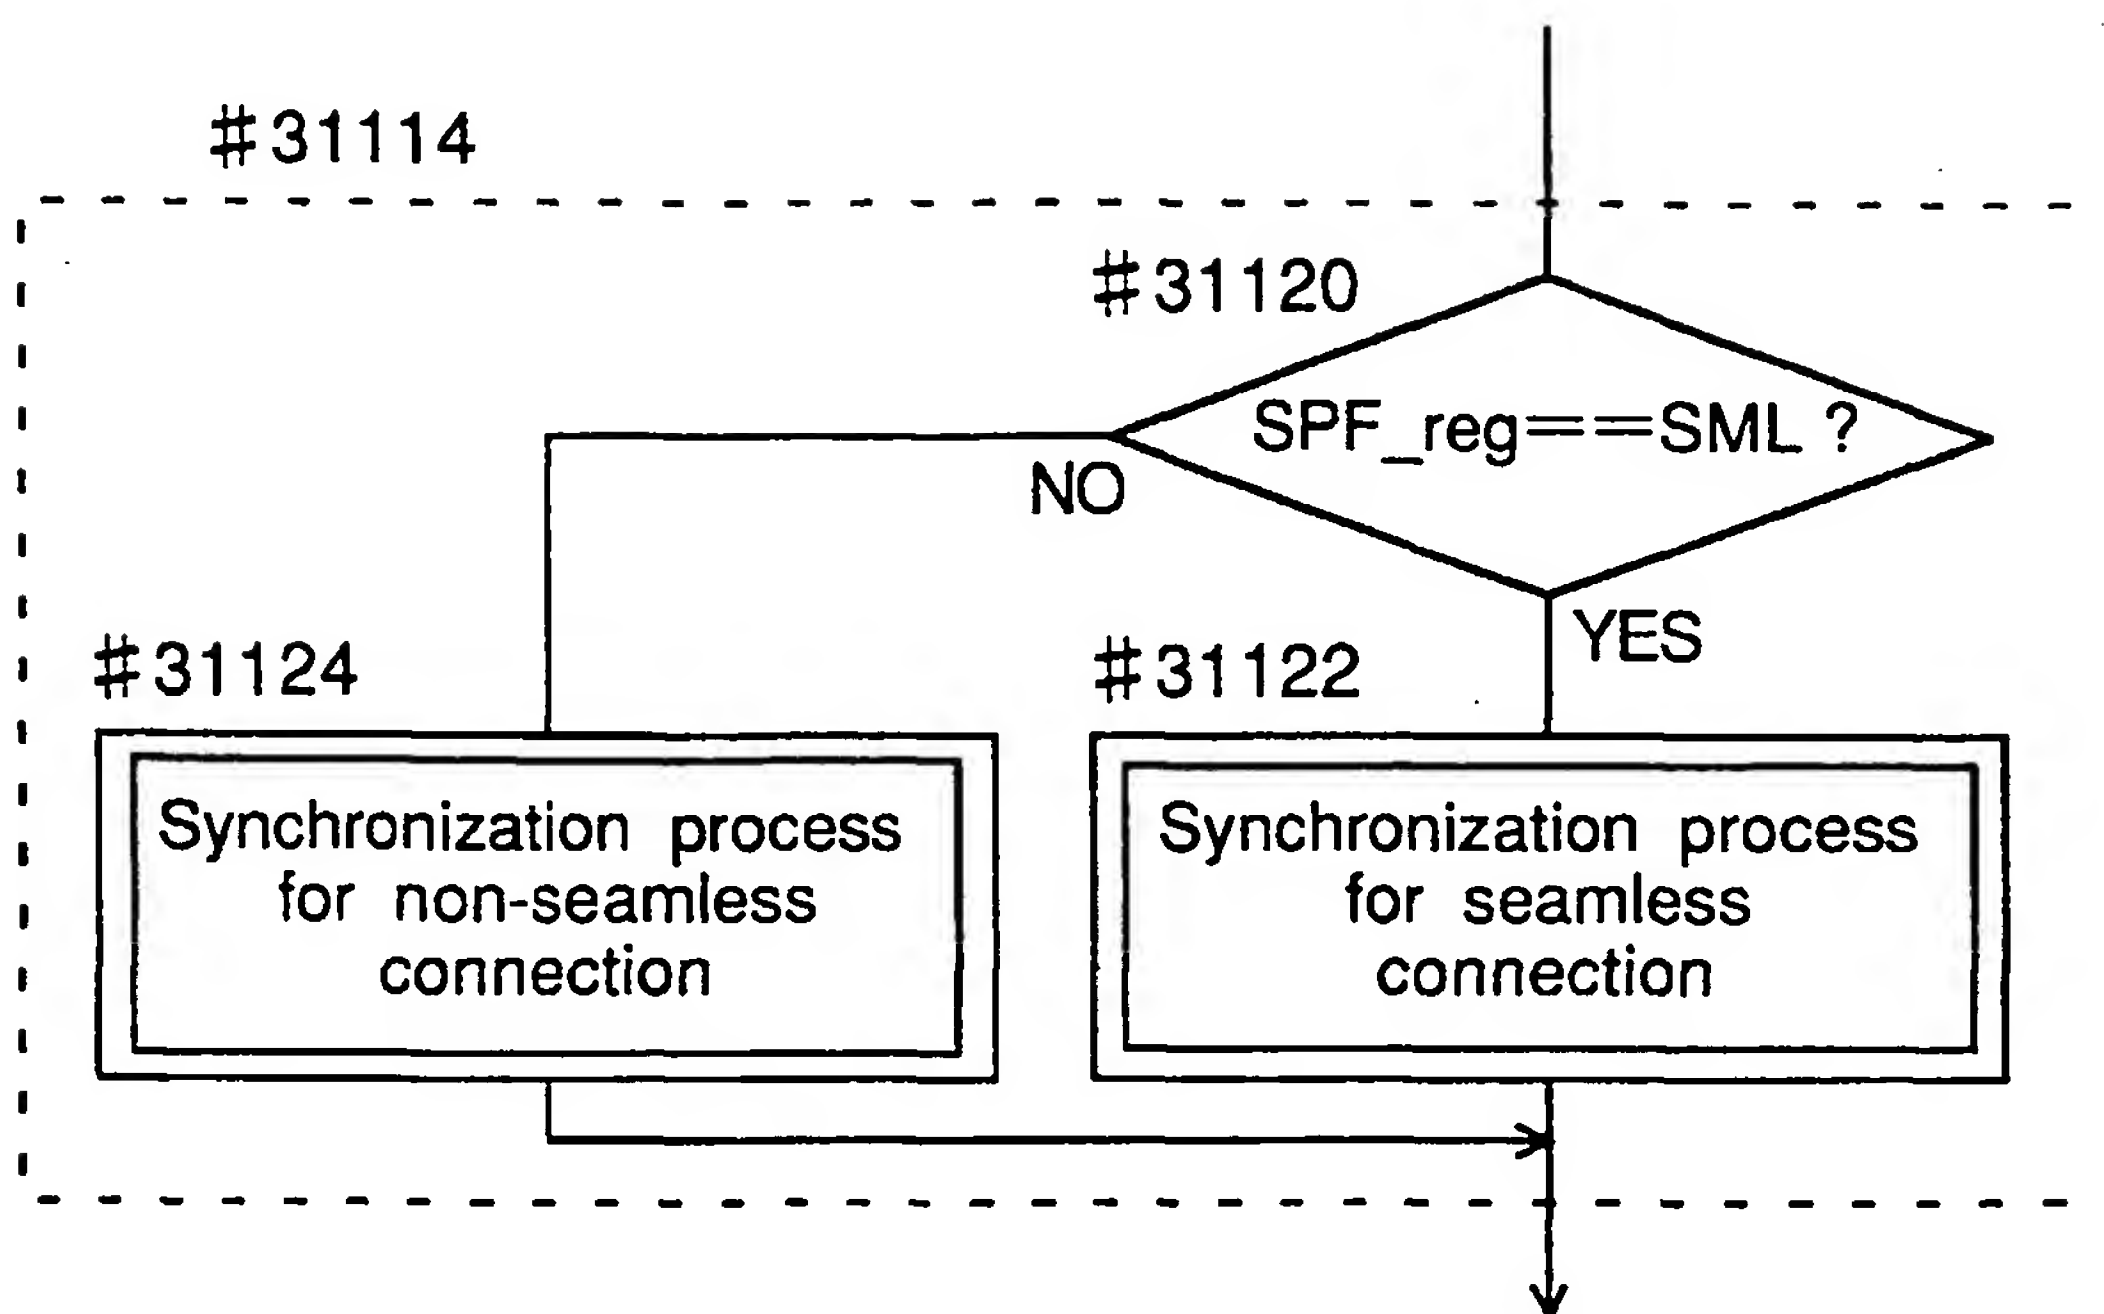 #31114
#31120
SPF_reg==SML ?
NO
YES
#31124
#31122
Synchronization process
for non-seamless
connection
Synchronization process
for seamless
connection